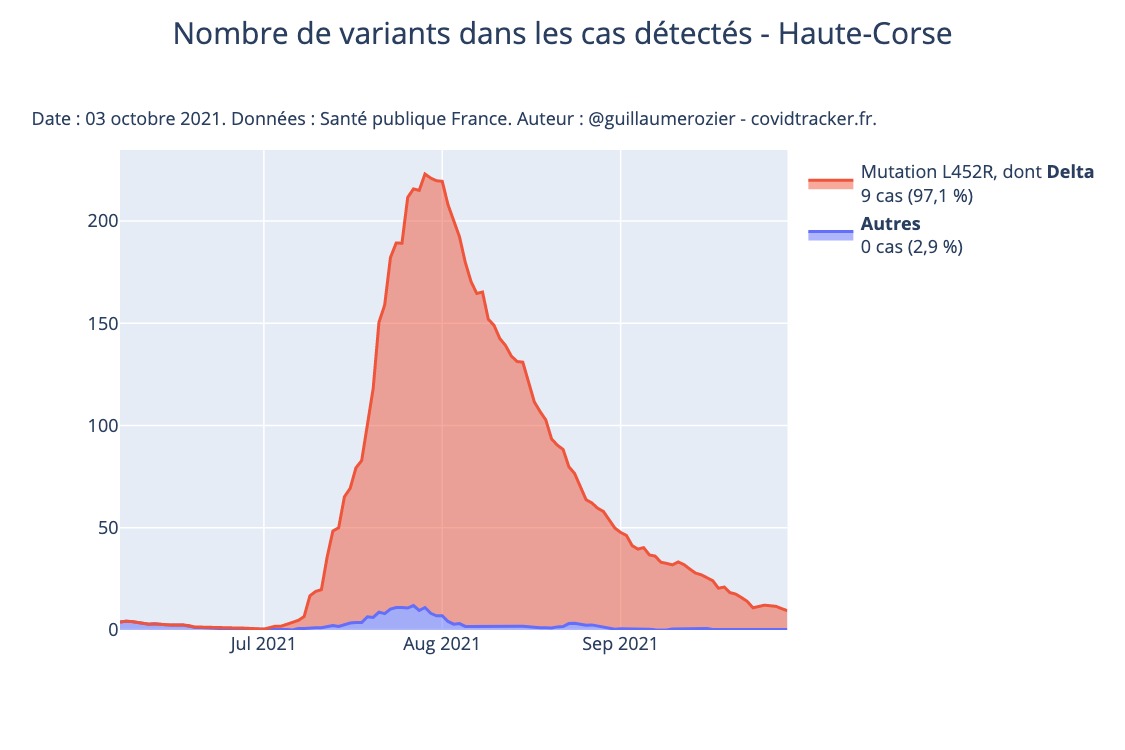 Nombre de variants dans les cas détectés - Haute-Corse
Date : 03 octobre 2021. Données : Santé publique France. Auteur : @guillaumerozier - covidtracker.fr.
Mutation L452R, dont Delta
9 cas (97,1 %)
Autres
0 cas (2,9 %)
200
150
100
50
0
Jul 2021
Aug 2021
Sep 2021